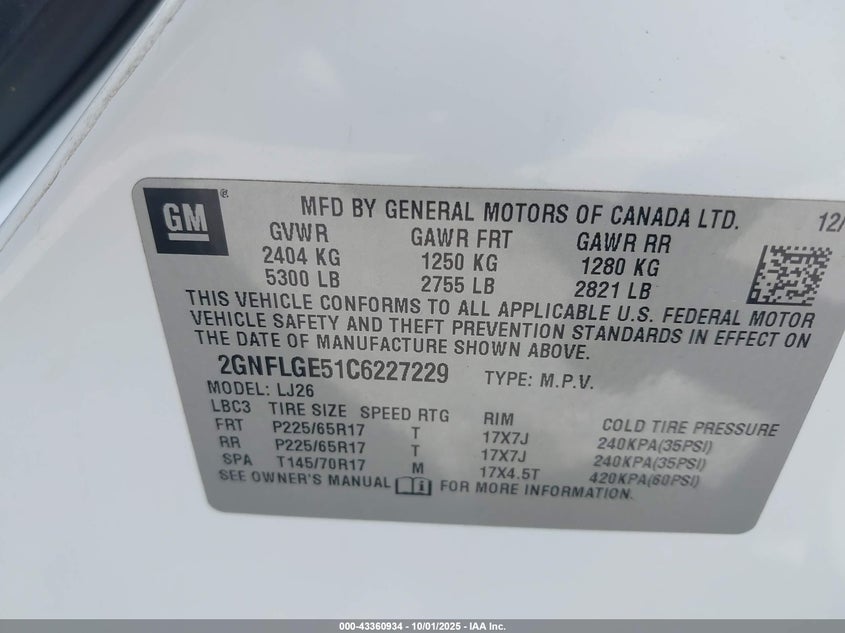 GM®
MFD BY GENERAL MOTORS OF CANADA LTD. 12/
GVWR GAWR FRT GAWR RR
2404 KG 1250 KG 1280 KG
5300 LB 2755 LB 2821 LB
THIS VEHICLE CONFORMS TO ALL APPLICABLE U.S. FEDERAL MOTOR
VEHICLE SAFETY AND THEFT PREVENTION STANDARDS IN EFFECT ON
THE DATE OF MANUFACTURE SHOWN ABOVE.
2GNFLGE51C6227229 TYPE: M.P.V.
MODEL: LJ26
LBC3 TIRE SIZE SPEED RTG RIM COLD TIRE PRESSURE
FRT P225/65R17 T 17X7J 240KPA(35PSI)
RR P225/65R17 T 17X7J 240KPA(35PSI)
SPA T145/70R17 M 17X4.5T 420KPA(60PSI)
SEE OWNER'S MANUAL FOR MORE INFORMATION.
000-43360934 - 10/01/2025 - IAA Inc.